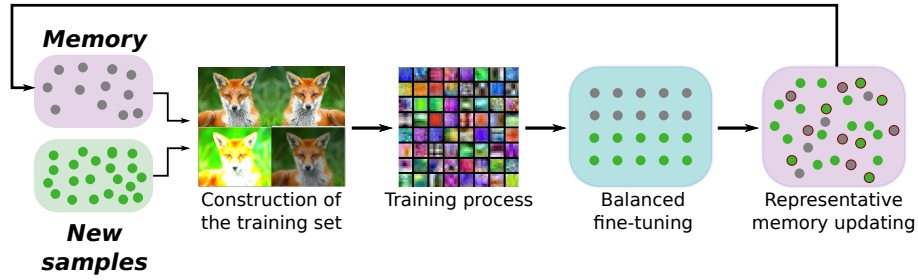 Memory
New
samples
Construction of
the training set
Training process
Balanced
fine-tuning
Representative
memory updating